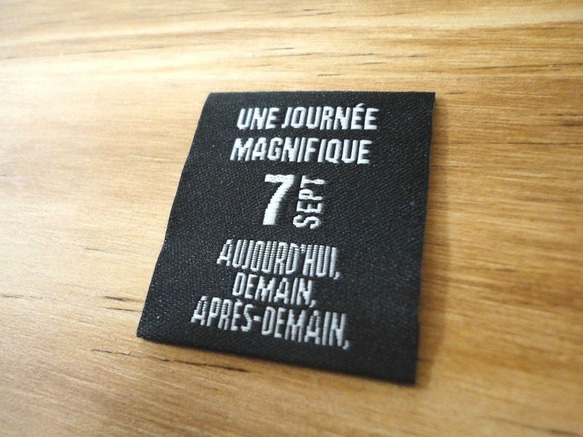 UNE JOURNÉE
MAGNIFIQUE
7 SEPT
AUJOURD'HUI,
DEMAIN,
APRÈS-DEMAIN,